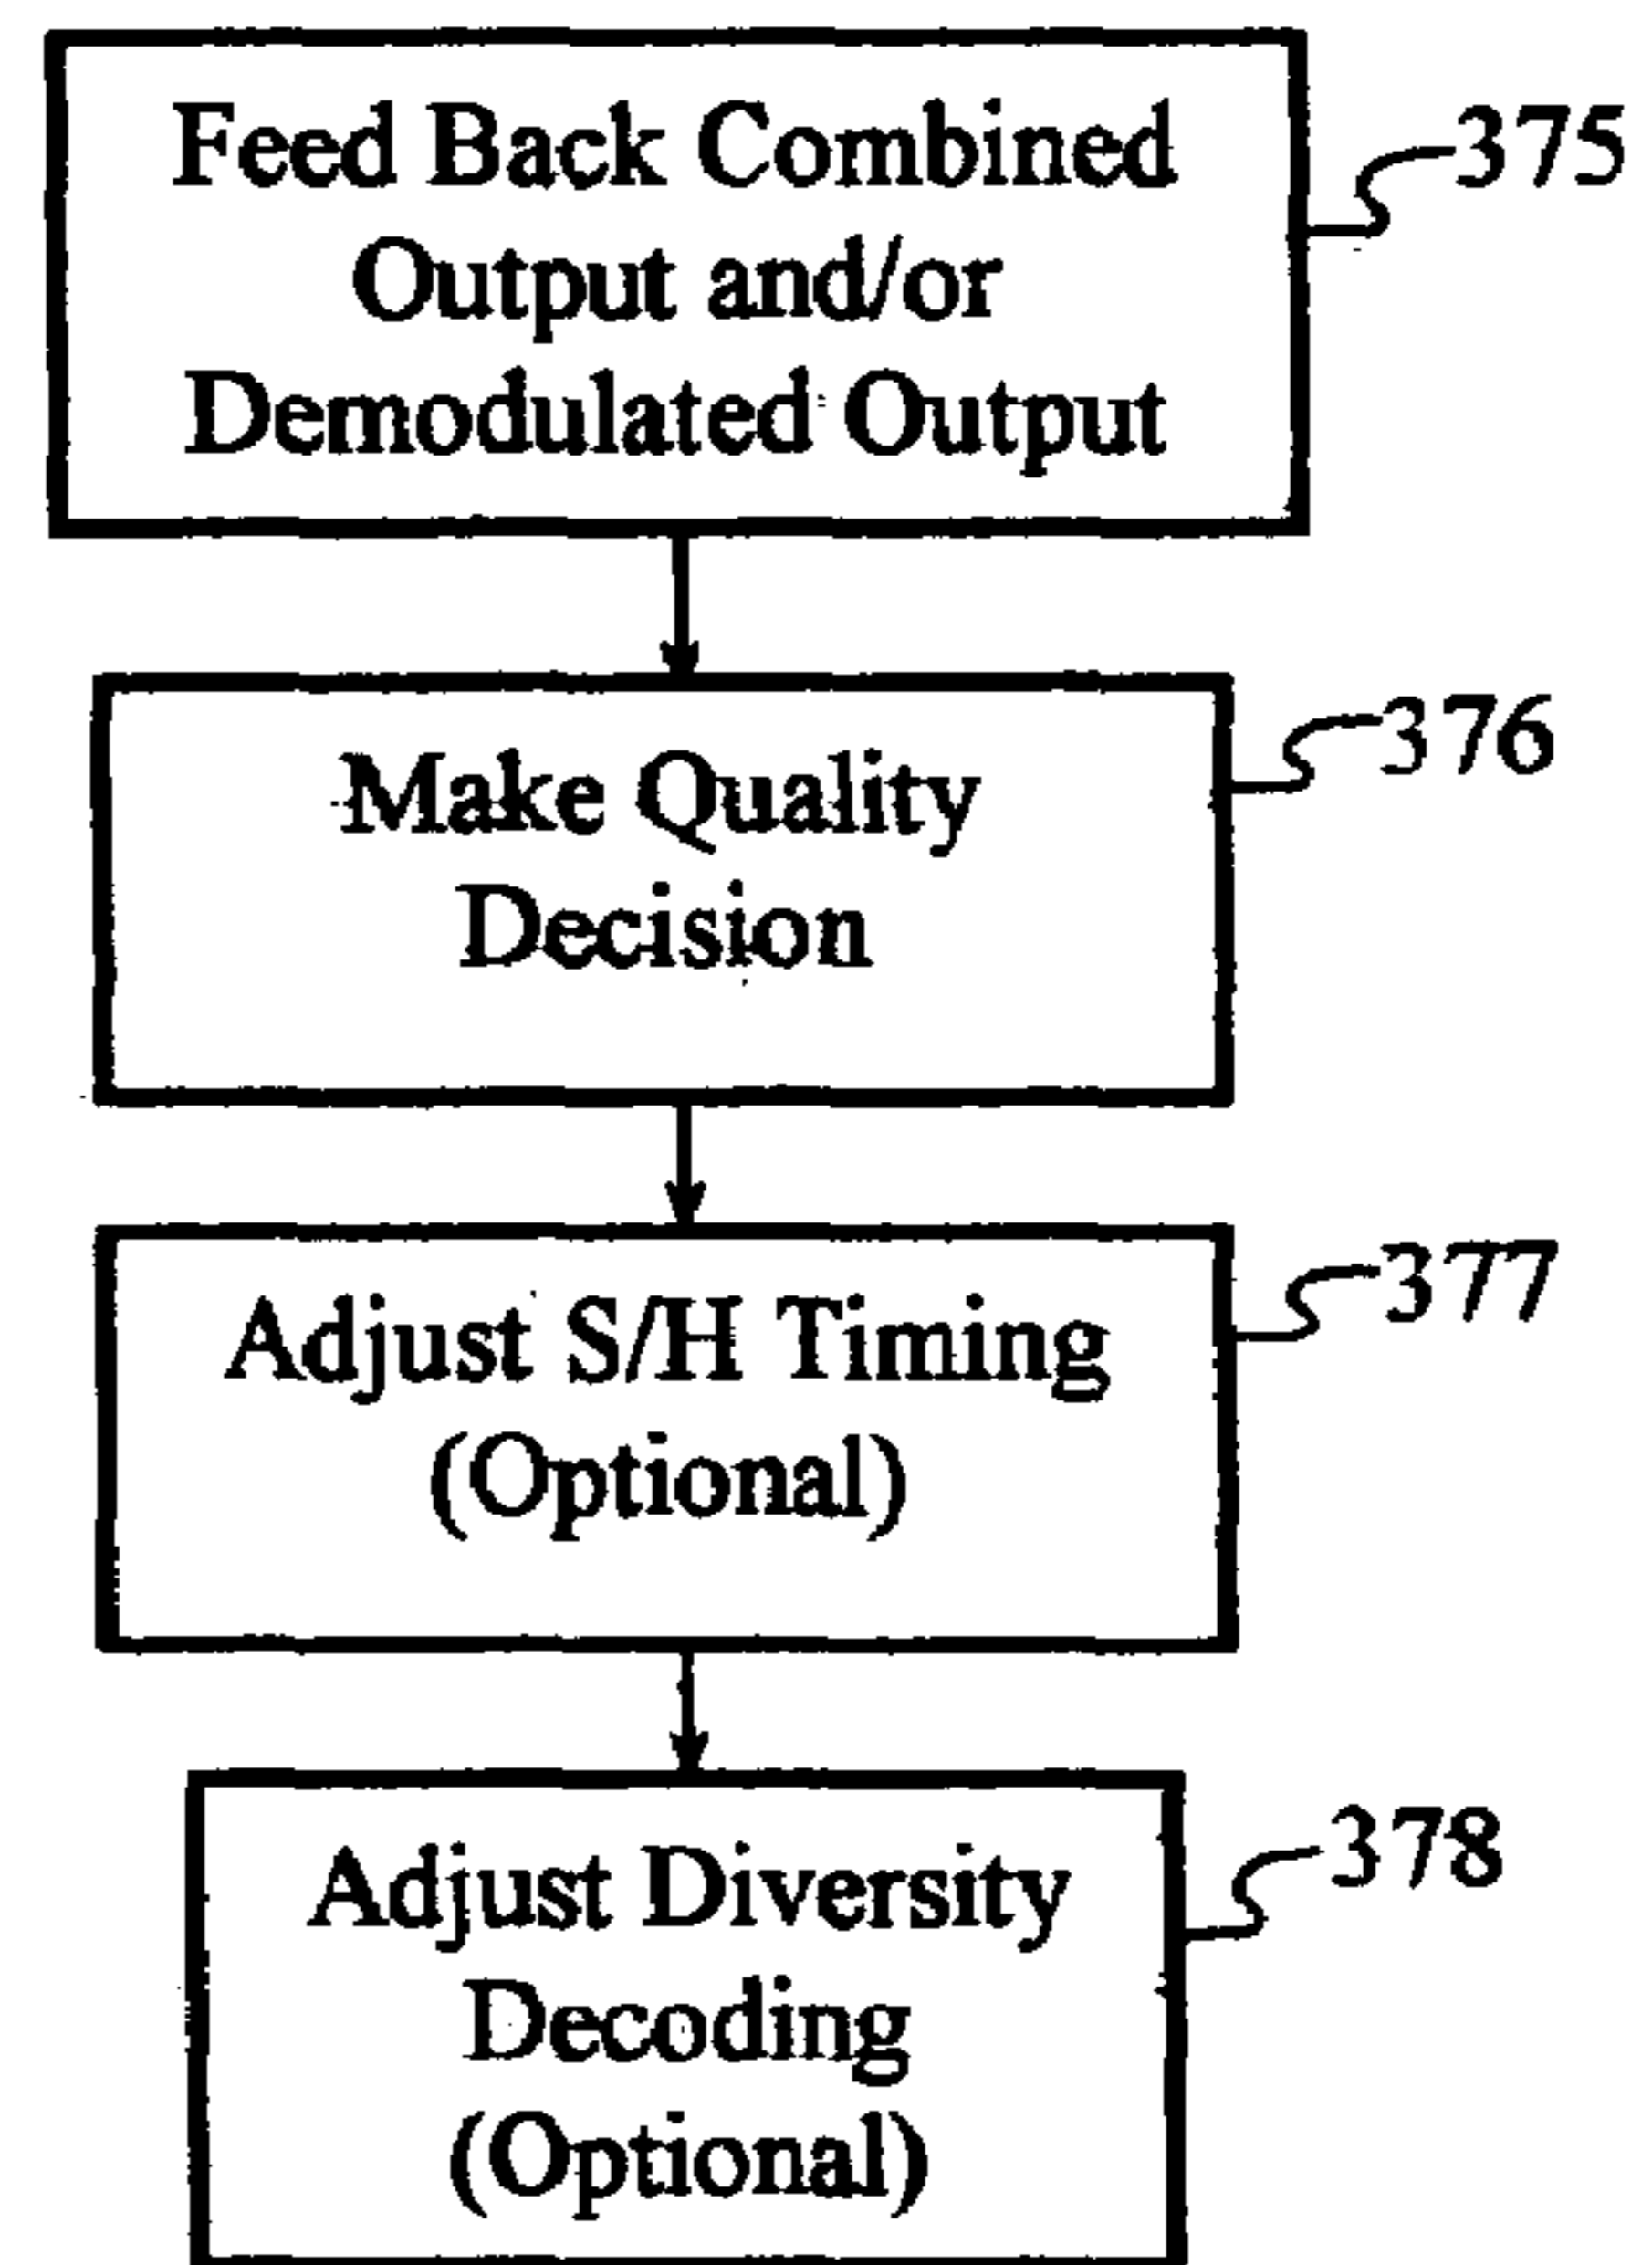 Feed Back Combined
Output and/or
Demodulated Output
375
Make Quality
Decision
376
Adjust S/H Timing
(Optional)
377
Adjust Diversity
Decoding
(Optional)
378